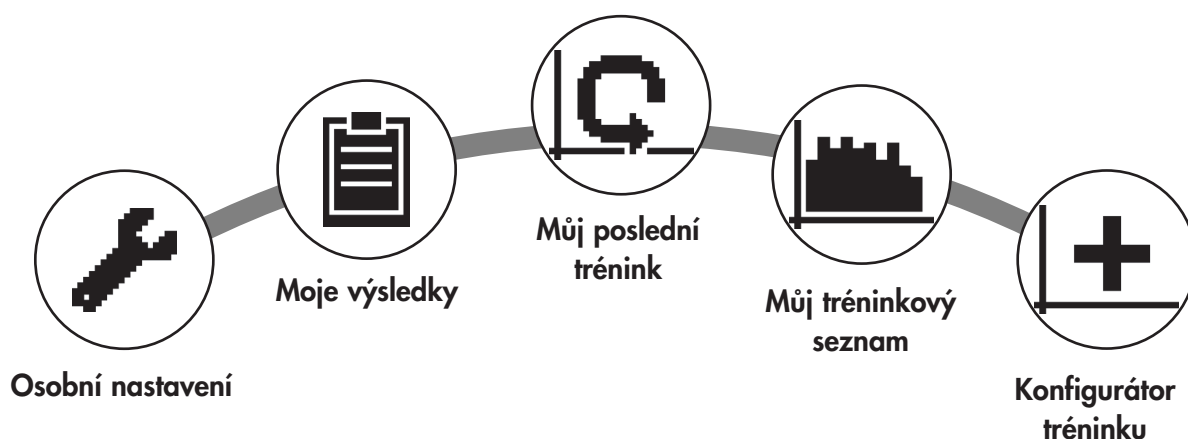 Osobní nastavení
Moje výsledky
Můj poslední
trénink
Můj tréninkový
seznam
Konfigurátor
tréninku